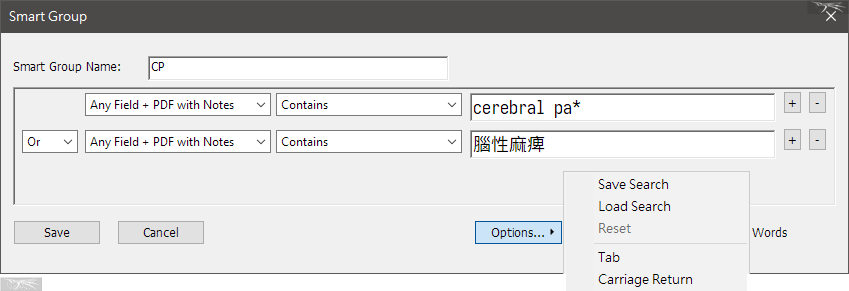 Smart Group
Smart Group Name: CP
Any Field + PDF with Notes Contains cerebral pa* + -
Or Any Field + PDF with Notes Contains 腦性麻痺 + -
Save Search
Load Search
Save Cancel Options... Reset Words
Tab
Carriage Return